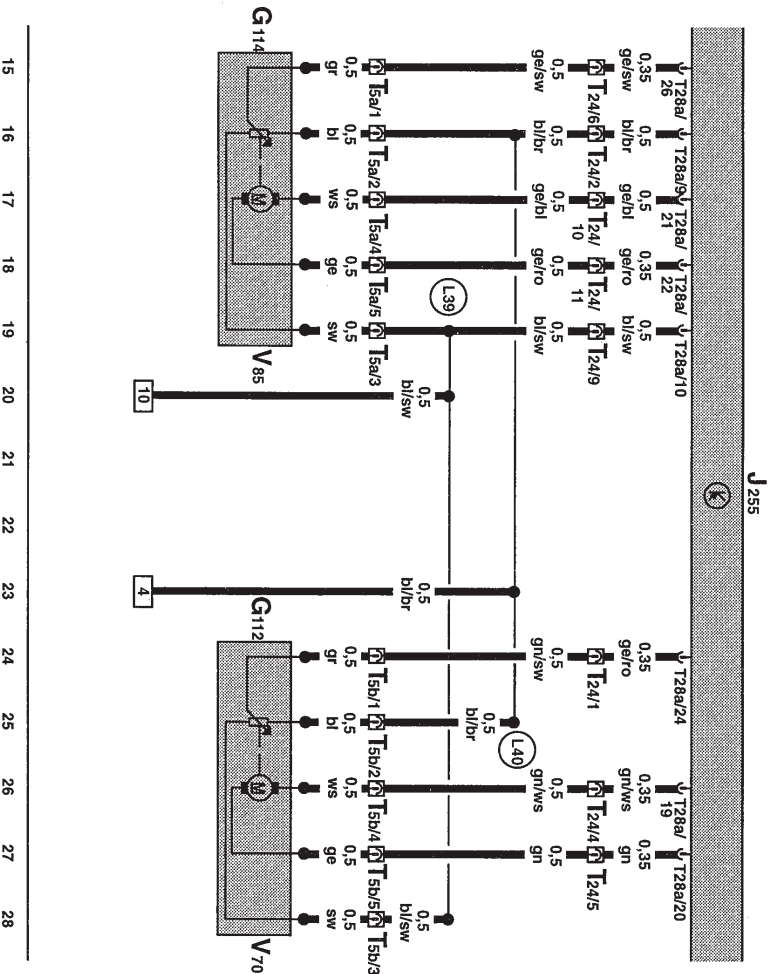 G114
15
gr
0,5
T5a/1
ge/sw
0,5
T24/6
ge/sw
0,35
T28a/
26
16
bl
0,5
T5a/2
bl/br
0,5
T24/2
bl/br
0,5
T28a/9
17
M
ws
0,5
T5a/4
ge/bl
0,5
T24/
10
ge/bl
0,5
T28a/
21
18
ge
0,5
T5a/5
ge/ro
0,5
T24/
11
ge/ro
0,35
T28a/
22
L39
19
sw
0,5
T5a/3
bl/sw
0,5
T24/9
bl/sw
0,5
T28a/10
V85
20
10
0,5
bl/sw
21
J255
K
22
23
4
0,5
bl/br
G112
24
gr
0,5
T5b/1
gn/sw
0,5
T24/1
ge/ro
0,35
T28a/24
25
bl
0,5
T5b/2
0,5
bl/br
L40
26
M
ws
0,5
T5b/4
gn/ws
0,5
T24/4
gn/ws
0,35
T28a/
19
27
ge
0,5
T5b/5
gn
0,5
T24/5
gn
0,35
T28a/20
28
sw
0,5
T5b/3
0,5
bl/sw
V70